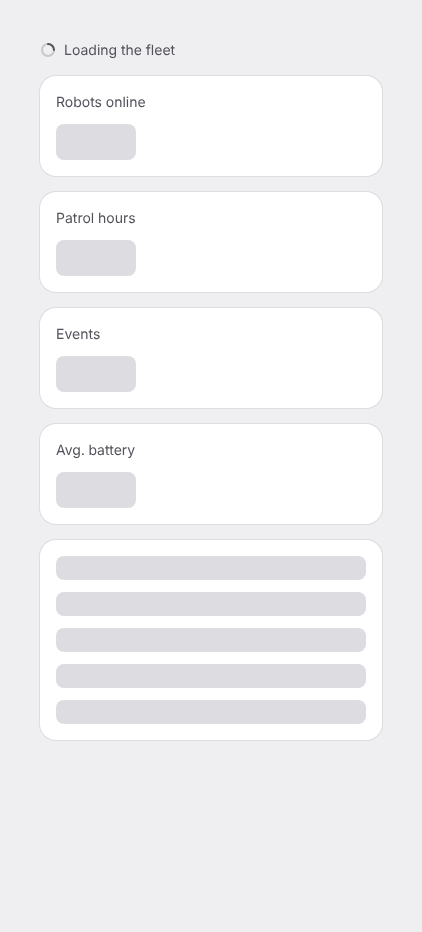 Loading the fleet
Robots online
Patrol hours
Events
Avg. battery